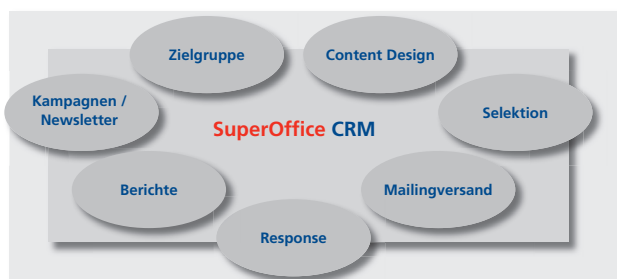 Zielgruppe
Content Design
Kampagnen /
Newsletter
Selektion
SuperOffice CRM
Berichte
Mailingversand
Response